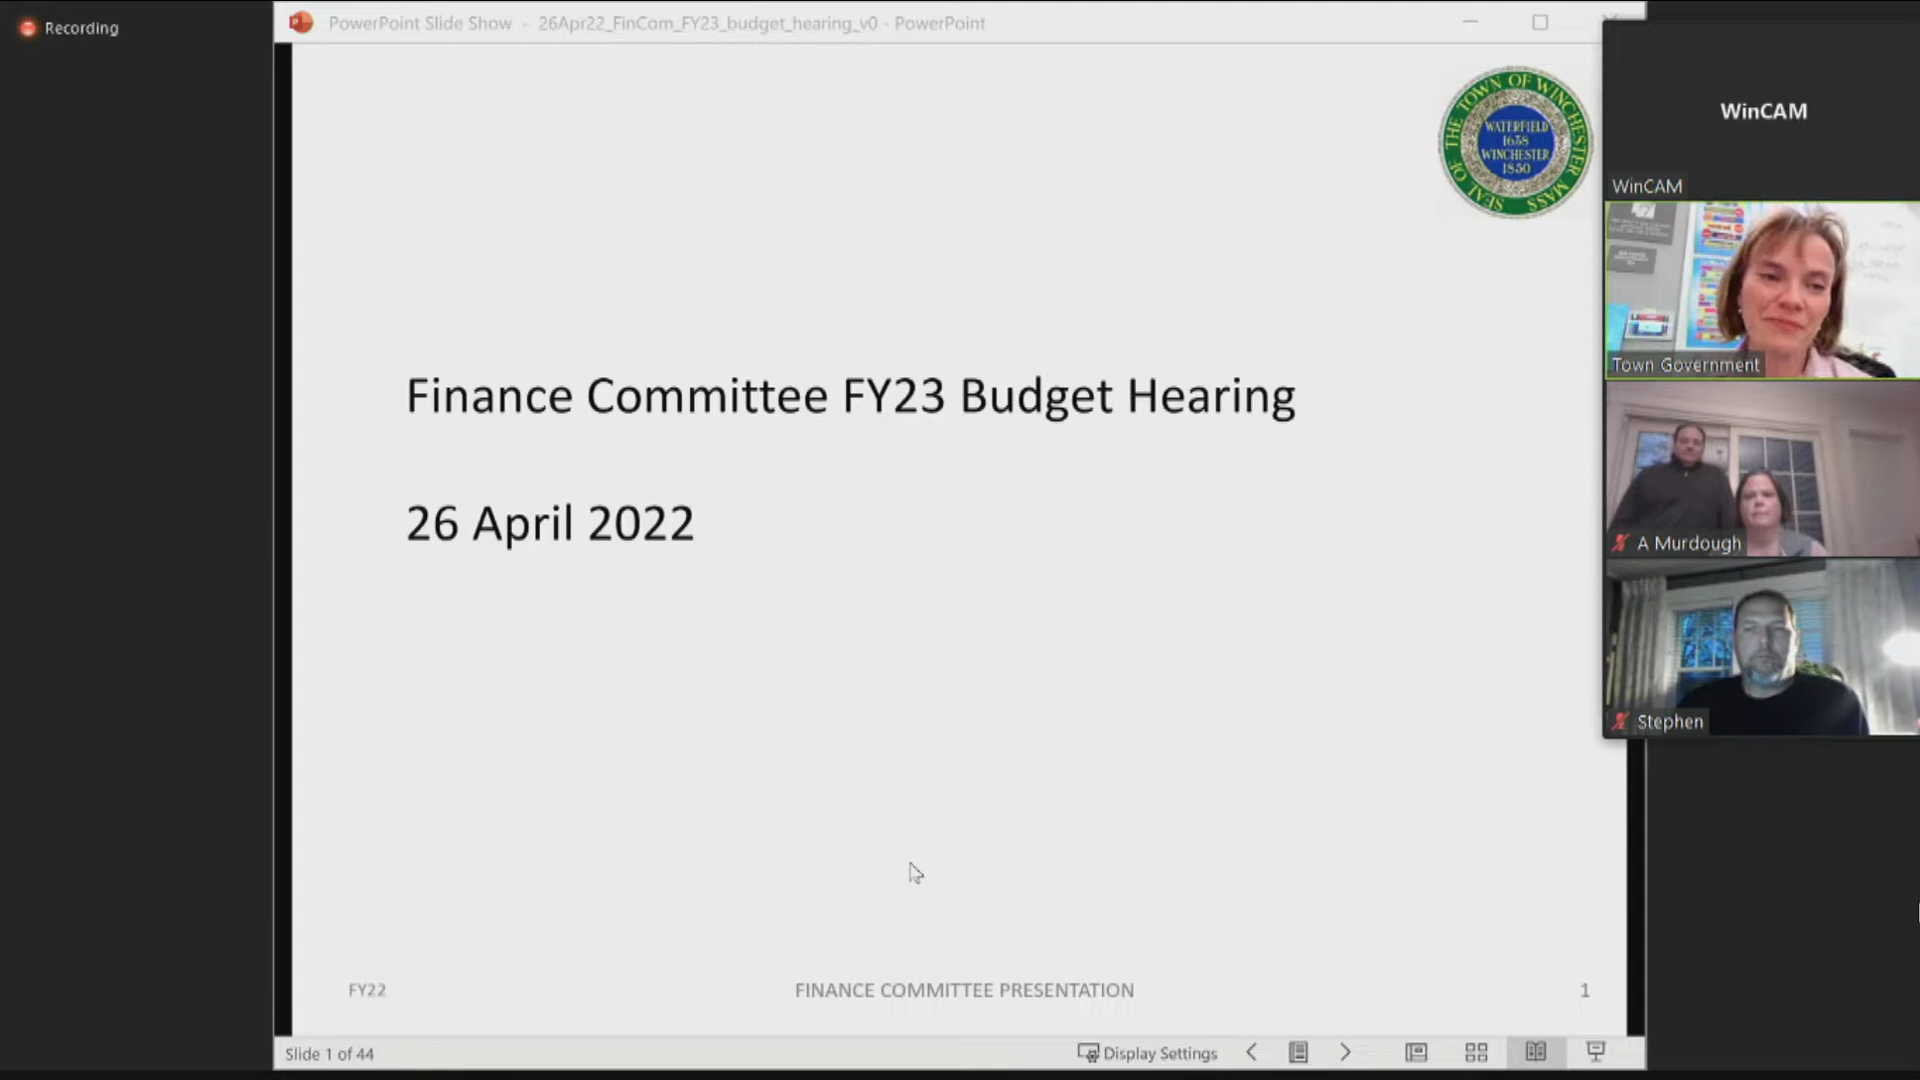 Recording
PowerPoint Slide Show - 26Apr22_FinCom_FY23_budget_hearing_v0 - PowerPoint
THE TOWN OF WINCHESTER MASS
SEAL OF
WATERFIELD
1638
WINCHESTER
1850
WinCAM
WinCAM
Town Government
A Murdough
Stephen
Finance Committee FY23 Budget Hearing
26 April 2022
FY22
FINANCE COMMITTEE PRESENTATION
1
Slide 1 of 44
Display Settings